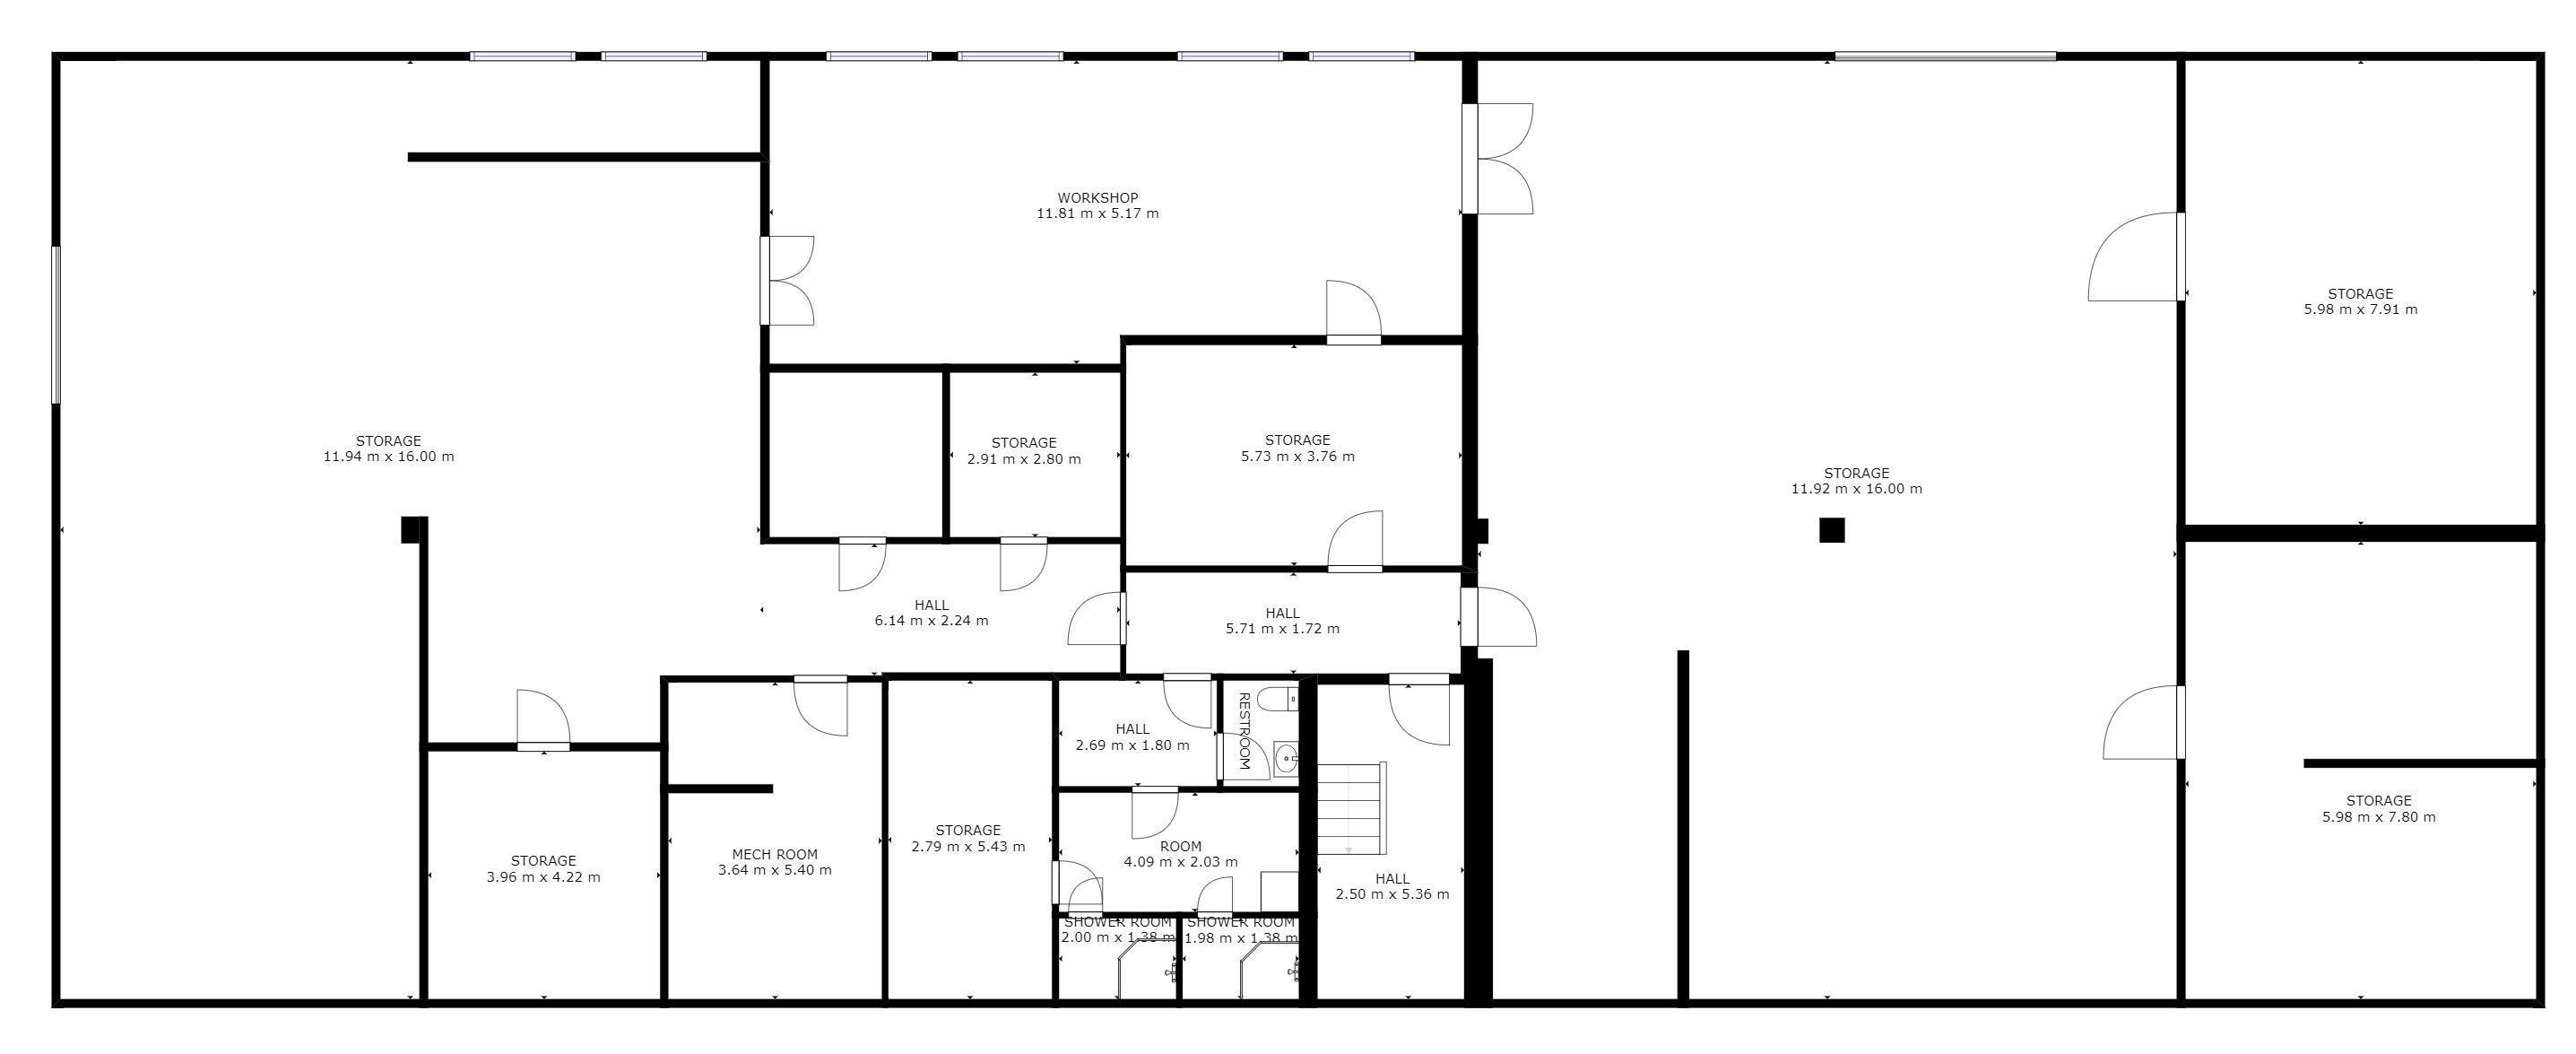 WORKSHOP
11.81 m x 5.17 m
STORAGE
5.98 m x 7.91 m
STORAGE
11.94 m x 16.00 m
STORAGE
2.91 m x 2.80 m
STORAGE
5.73 m x 3.76 m
STORAGE
11.92 m x 16.00 m
HALL
6.14 m x 2.24 m
HALL
5.71 m x 1.72 m
HALL
2.69 m x 1.80 m
RESTROOM
STORAGE
5.98 m x 7.80 m
STORAGE
3.96 m x 4.22 m
MECH ROOM
3.64 m x 5.40 m
STORAGE
2.79 m x 5.43 m
ROOM
4.09 m x 2.03 m
HALL
2.50 m x 5.36 m
SHOWER ROOM
2.00 m x 1.38 m
SHOWER ROOM
1.98 m x 1.38 m